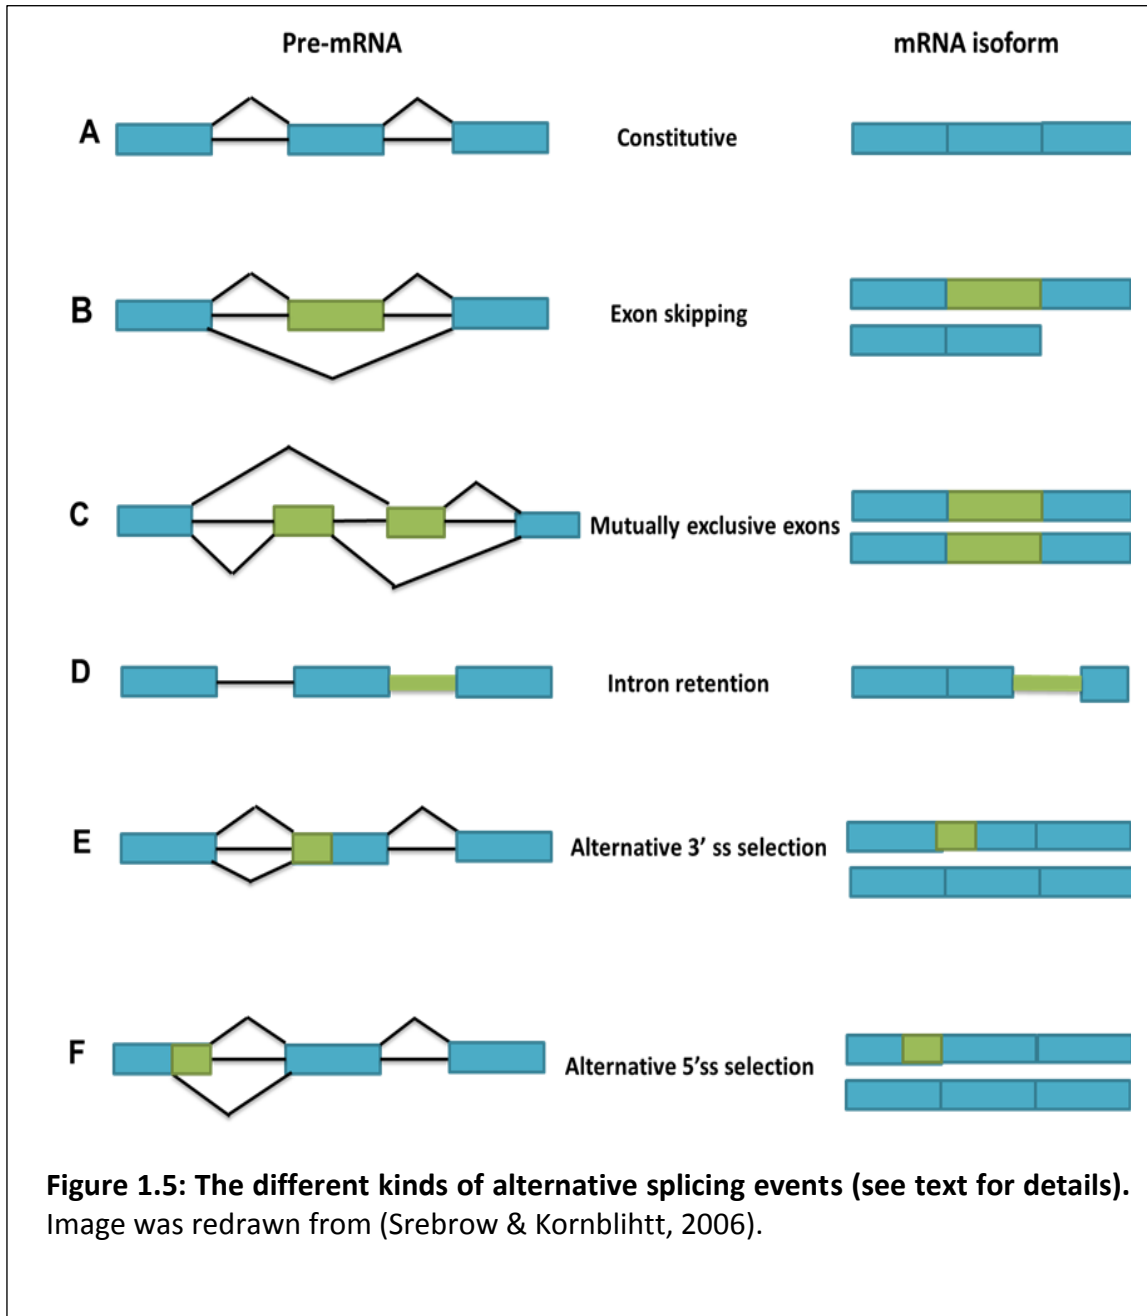 Pre-mRNA
mRNA isoform
A
Constitutive
B
Exon skipping
C
Mutually exclusive exons
D
Intron retention
E
Alternative 3’ ss selection
F
Alternative 5’ss selection
Figure 1.5: The different kinds of alternative splicing events (see text for details).
Image was redrawn from (Srebrow & Kornblihtt, 2006).